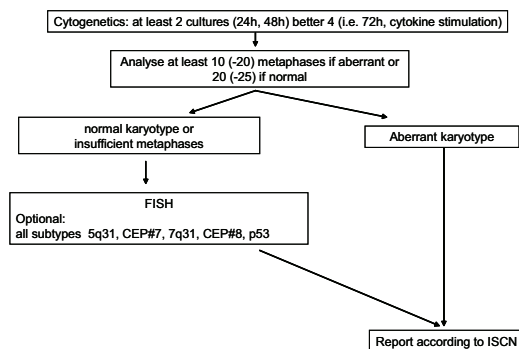 Cytogenetics: at least 2 cultures (24h, 48h) better 4 (i.e. 72h, cytokine stimulation)
Analyse at least 10 (-20) metaphases if aberrant or
20 (-25) if normal
normal karyotype or
insufficient metaphases
Aberrant karyotype
FISH
Optional:
all subtypes 5q31, CEP#7, 7q31, CEP#8, p53
Report according to ISCN